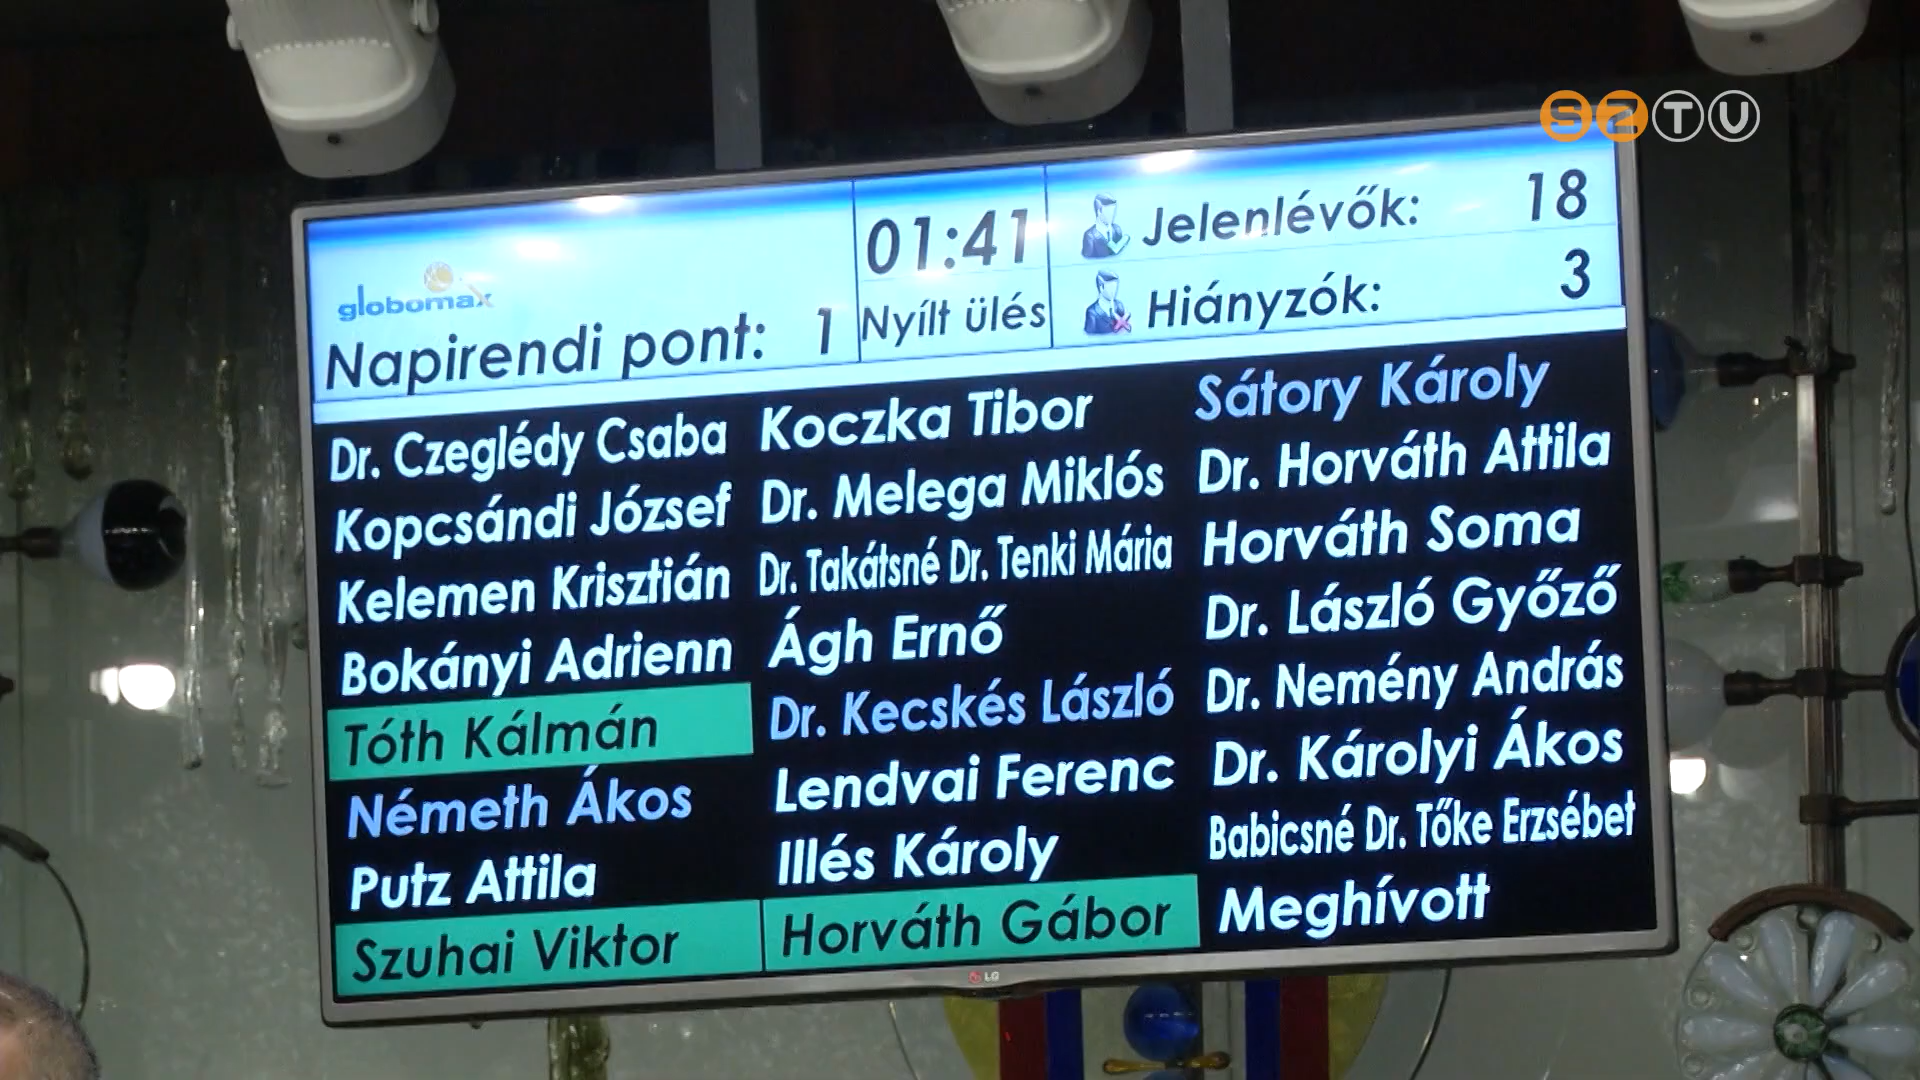 SZTV
globomax
Napirendi pont: 1
01:41
Nyílt ülés
Jelenlévők: 18
Hiányzók: 3
Dr. Czeglédy Csaba
Kopcsándi József
Kelemen Krisztián
Bokányi Adrienn
Tóth Kálmán
Németh Ákos
Putz Attila
Szuhai Viktor
Koczka Tibor
Dr. Melega Miklós
Dr. Takátsné Dr. Tenki Mária
Ágh Ernő
Dr. Kecskés László
Lendvai Ferenc
Illés Károly
Horváth Gábor
Sátory Károly
Dr. Horváth Attila
Horváth Soma
Dr. László Győző
Dr. Nemény András
Dr. Károlyi Ákos
Babicsné Dr. Tőke Erzsébet
Meghívott
LG